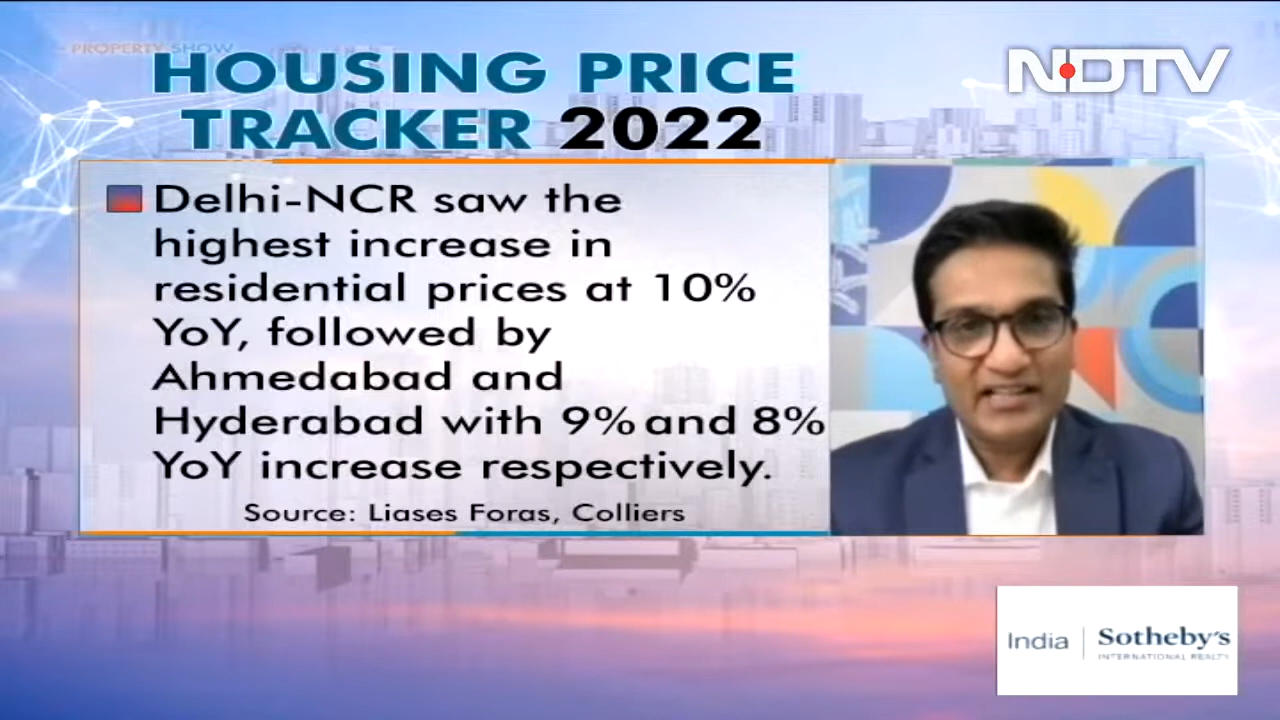 PROPERTY SHOW
HOUSING PRICE
TRACKER 2022
NDTV
Delhi-NCR saw the
highest increase in
residential prices at 10%
YoY, followed by
Ahmedabad and
Hyderabad with 9% and 8%
YoY increase respectively.
Source: Liases Foras, Colliers
India
Sotheby's
INTERNATIONAL REALTY